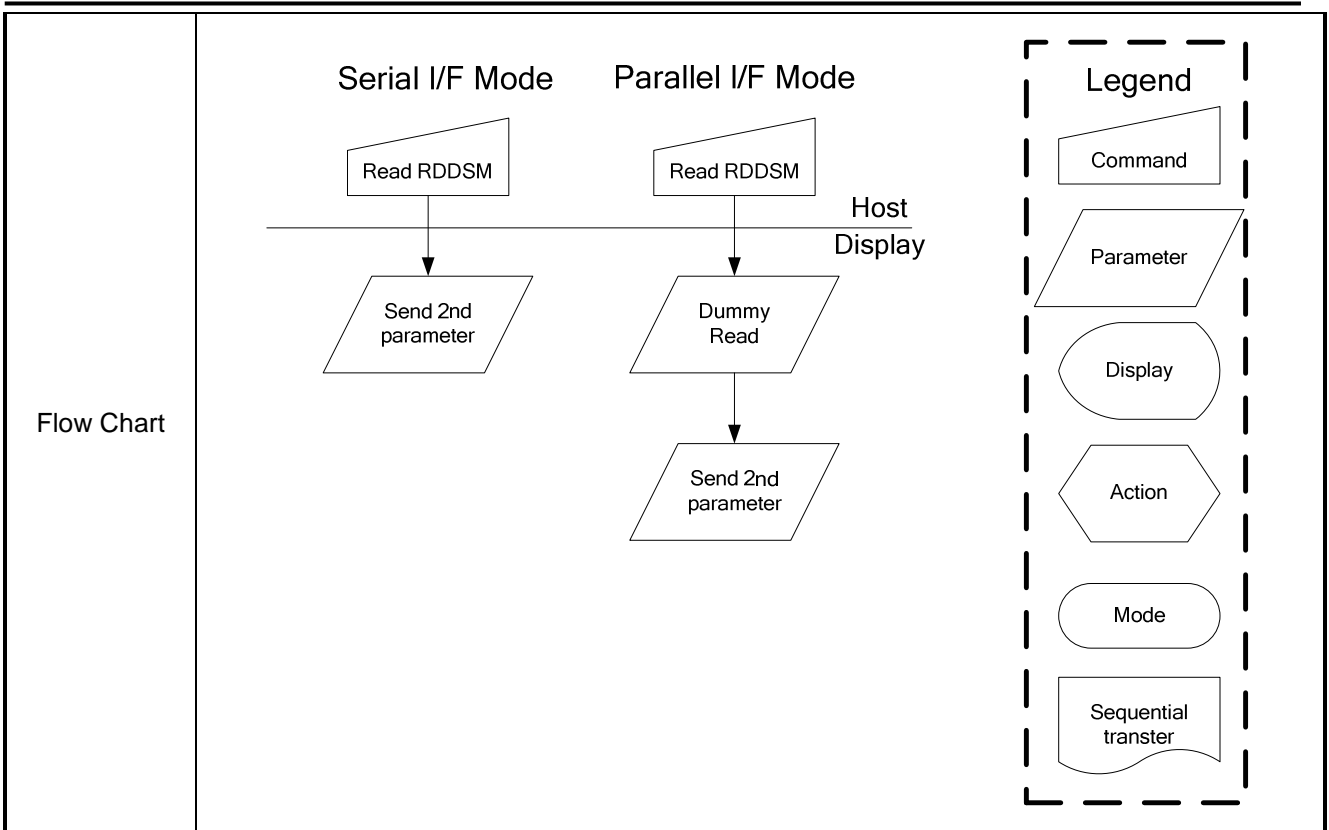 Flow Chart
Serial I/F Mode
Read RDDSM
Send 2nd
parameter
Parallel I/F Mode
Read RDDSM
Host
Display
Dummy
Read
Send 2nd
parameter
Legend
Command
Parameter
Display
Action
Mode
Sequential
transter